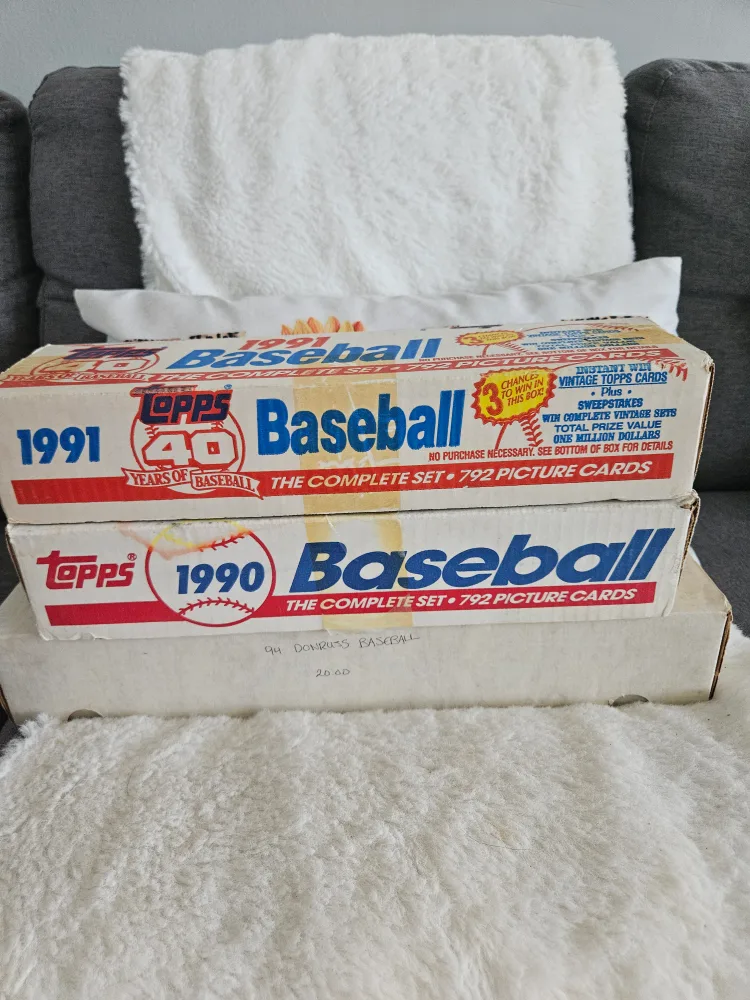 1991
Baseball
YEARS OF BASEBALL
COMPLETE SET • 792 PICTURE CARDS
1991
TOPPS®
40
YEARS OF BASEBALL
Baseball
3 CHANCES
TO WIN IN
THIS BOX!
INSTANT WIN
VINTAGE TOPPS CARDS
• Plus •
SWEEPSTAKES
WIN COMPLETE VINTAGE SETS
TOTAL PRIZE VALUE
ONE MILLION DOLLARS
NO PURCHASE NECESSARY. SEE BOTTOM OF BOX FOR DETAILS
THE COMPLETE SET • 792 PICTURE CARDS
TOPPS®
1990
Baseball
THE COMPLETE SET • 792 PICTURE CARDS
94 DONRUSS BASEBALL
20.00